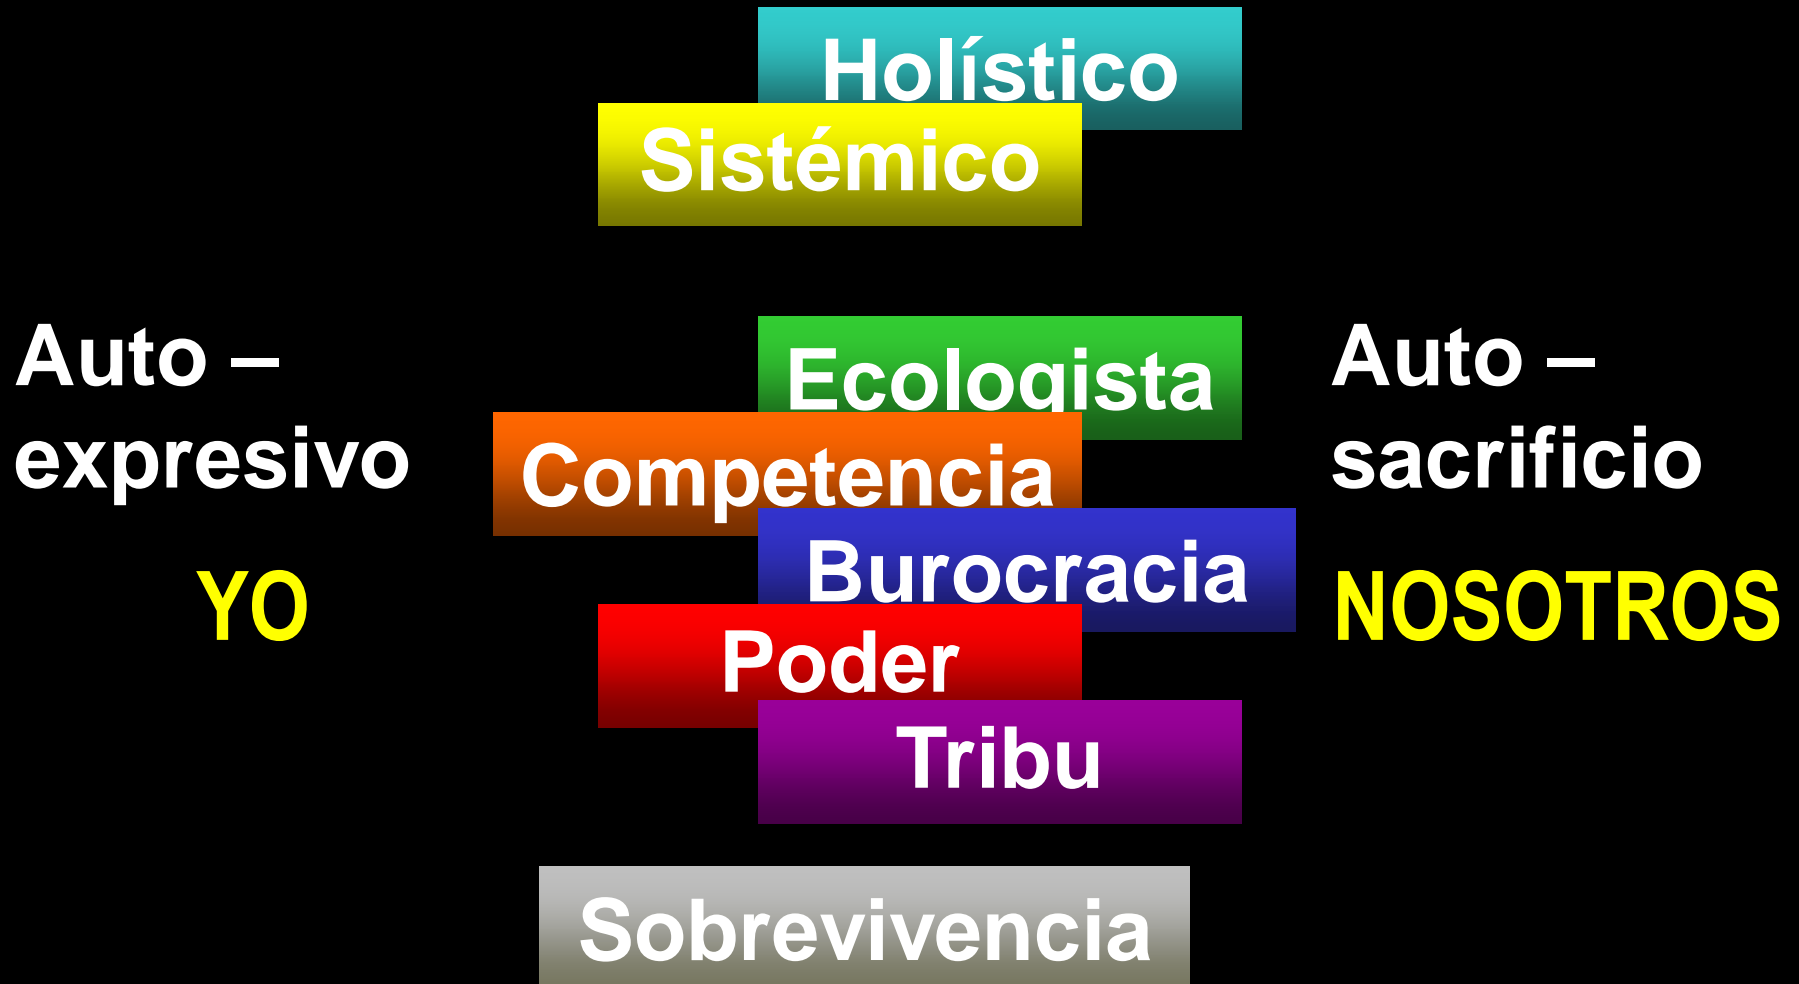 Holístico
Sistémico
Auto –
expresivo
YO
Ecologista
Competencia
Burocracia
Poder
Tribu
Sobrevivencia
Auto –
sacrificio
NOSOTROS